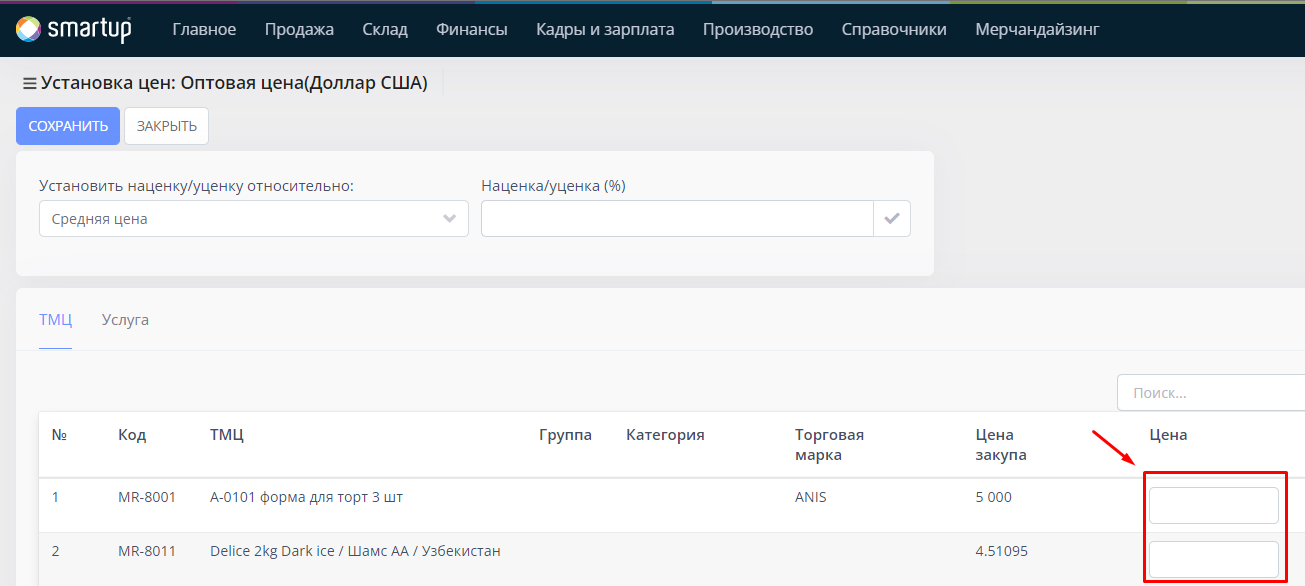 smartup Главное Продажа Склад Финансы Кадры и зарплата Производство Справочники Мерчандайзинг
Установка цен: Оптовая цена(Доллар США)
СОХРАНИТЬ ЗАКРЫТЬ
Установить наценку/уценку относительно: Наценка/уценка (%)
Средняя цена
ТМЦ Услуга
Поиск...
№ Код ТМЦ Группа Категория Торговая марка Цена закупа Цена
1 MR-8001 A-0101 форма для торт 3 шт ANIS 5 000
2 MR-8011 Delice 2kg Dark ice / Шамс АА / Узбекистан 4.51095